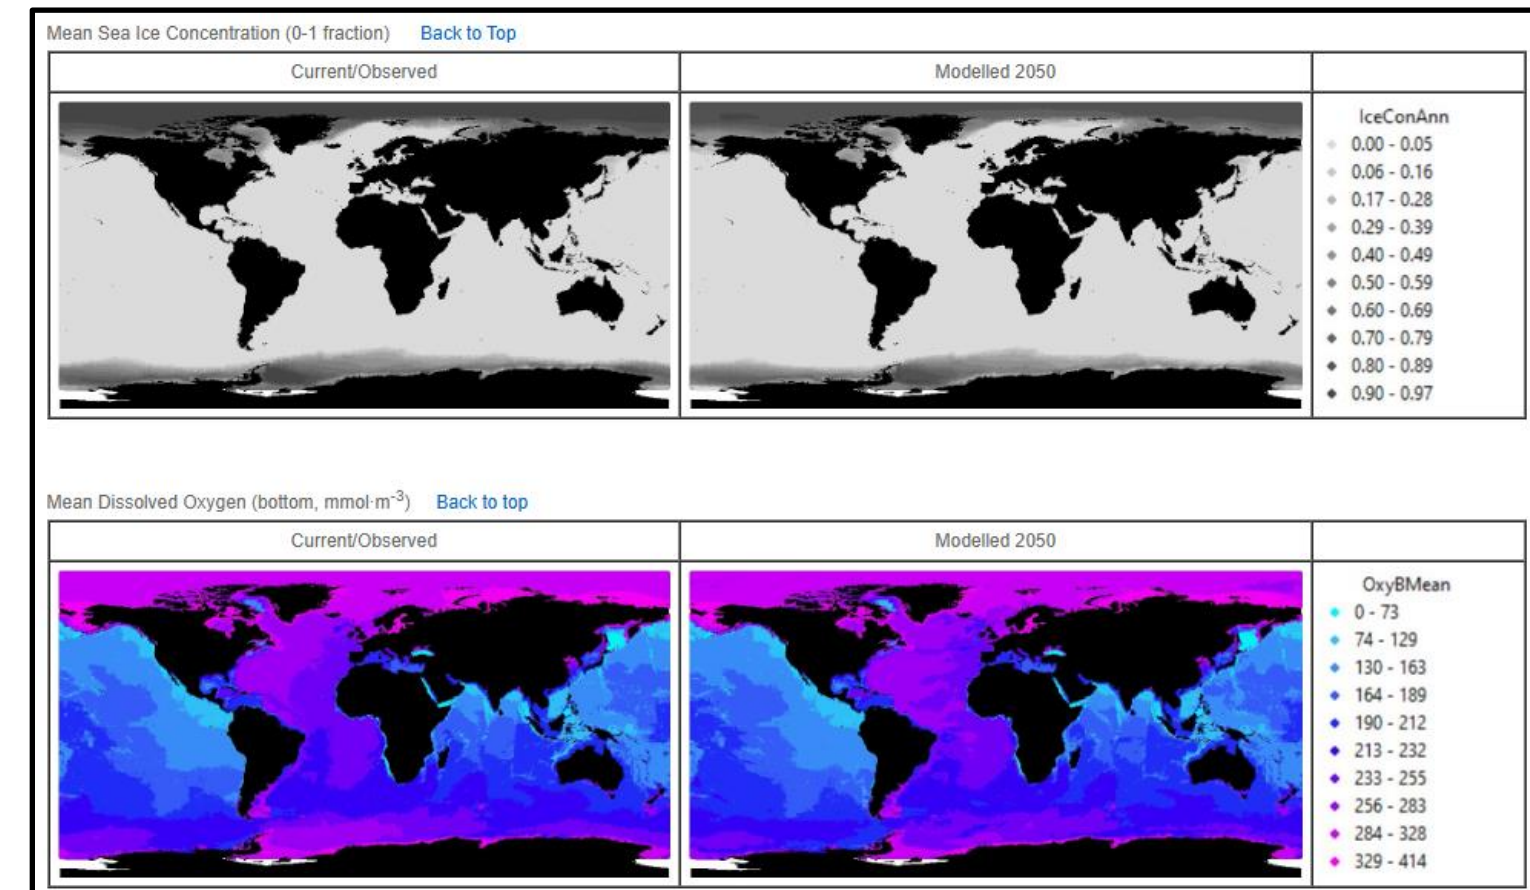 Mean Sea Ice Concentration (0-1 fraction) Back to Top
Current/Observed Modelled 2050
IceConAnn
0.00 - 0.05
0.06 - 0.16
0.17 - 0.28
0.29 - 0.39
0.40 - 0.49
0.50 - 0.59
0.60 - 0.69
0.70 - 0.79
0.80 - 0.89
0.90 - 0.97
Mean Dissolved Oxygen (bottom, mmol·m⁻³) Back to top
Current/Observed Modelled 2050
OxyBMean
0 - 73
74 - 129
130 - 163
164 - 189
190 - 212
213 - 232
233 - 255
256 - 283
284 - 328
329 - 414